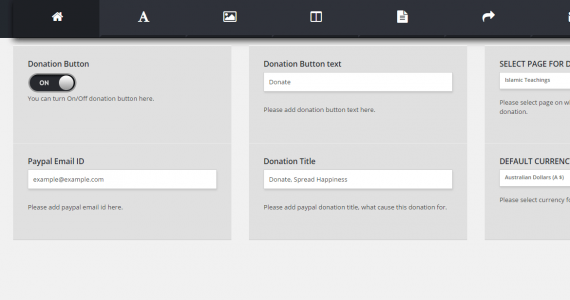 A
Donation Button
ON
You can turn On/Off donation button here.
Donation Button text
Donate
Please add donation button text here.
SELECT PAGE FOR D
Islamic Teachings
Please select page on wi
donation.
Paypal Email ID
example@example.com
Please add paypal email id here.
Donation Title
Donate, Spread Happiness
Please add paypal donation title, what cause this donation for.
DEFAULT CURRENC
Australian Dollars (A $)
Please select currency fo